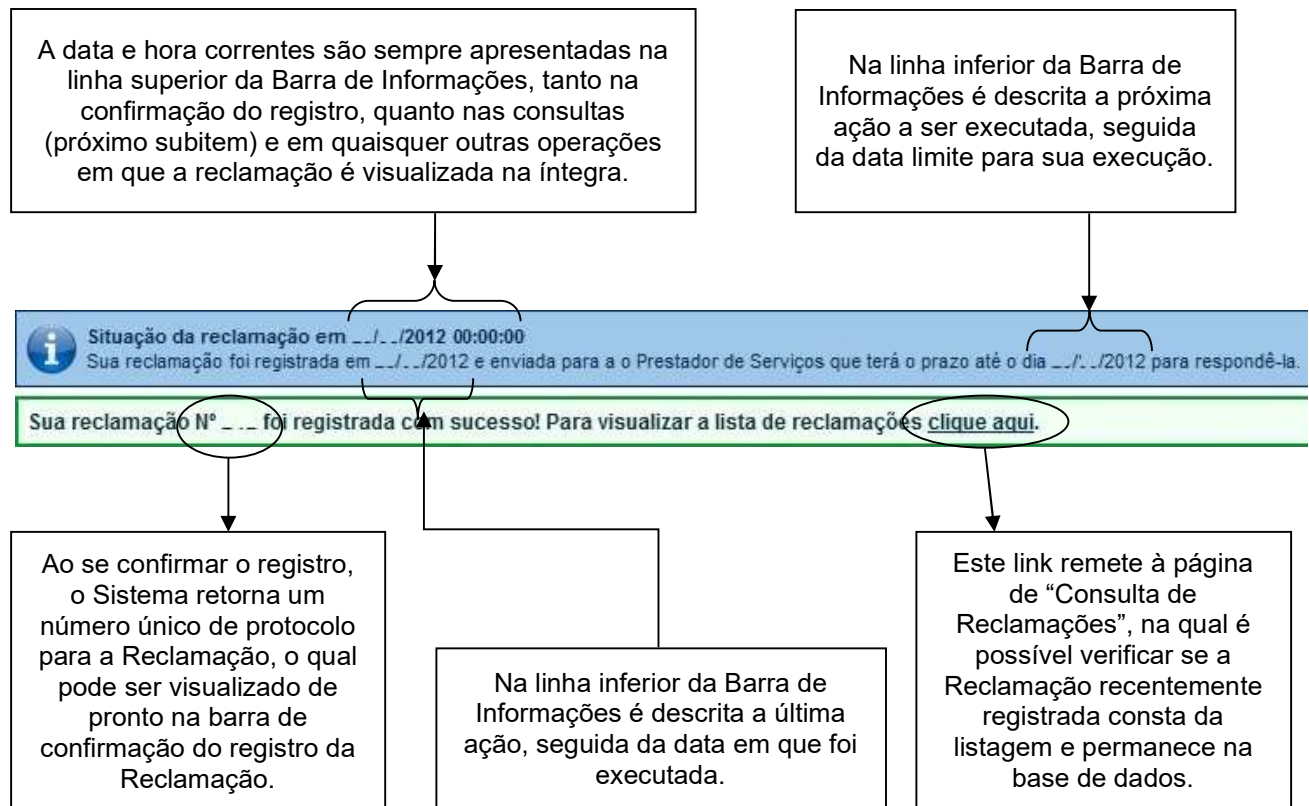 A data e hora correntes são sempre apresentadas na
linha superior da Barra de Informações, tanto na
confirmação do registro, quanto nas consultas
(próximo subitem) e em quaisquer outras operações
em que a reclamação é visualizada na íntegra.
Na linha inferior da Barra de
Informações é descrita a próxima
ação a ser executada, seguida
da data limite para sua execução.
Situação da reclamação em __/__/2012 00:00:00
Sua reclamação foi registrada em __/__/2012 e enviada para a o Prestador de Serviços que terá o prazo até o dia __/__/2012 para respondê-la.
Sua reclamação Nº _ . _ foi registrada com sucesso! Para visualizar a lista de reclamações clique aqui.
Ao se confirmar o registro,
o Sistema retorna um
número único de protocolo
para a Reclamação, o qual
pode ser visualizado de
pronto na barra de
confirmação do registro da
Reclamação.
Na linha inferior da Barra de
Informações é descrita a última
ação, seguida da data em que foi
executada.
Este link remete à página
de “Consulta de
Reclamações”, na qual é
possível verificar se a
Reclamação recentemente
registrada consta da
listagem e permanece na
base de dados.